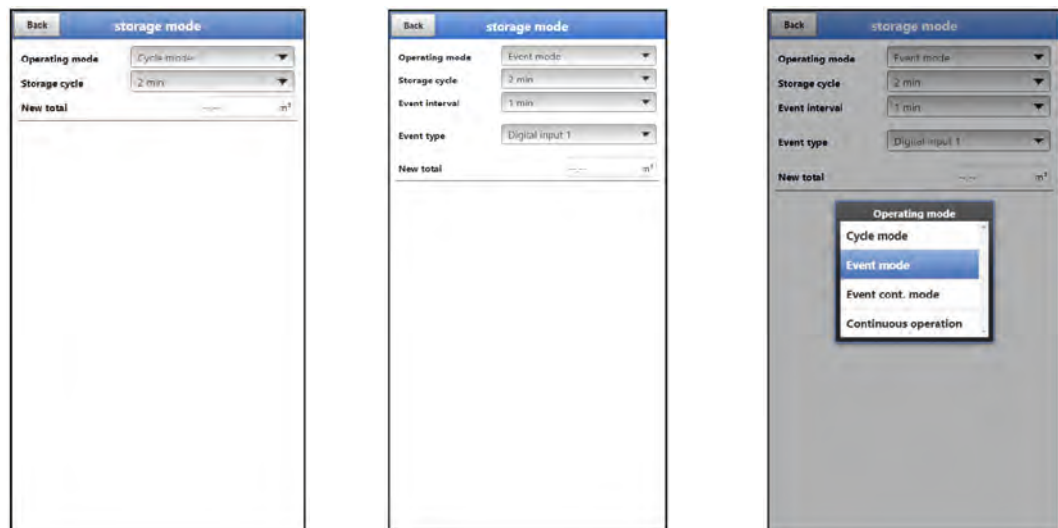 Back storage mode
Operating mode Cycle mode
Storage cycle 2 min
New total --,-- m³
Back storage mode
Operating mode Event mode
Storage cycle 2 min
Event interval 1 min
Event type Digital input 1
New total --,-- m³
Back storage mode
Operating mode Event mode
Storage cycle 2 min
Event interval 1 min
Event type Digital input 1
New total --,-- m³
Operating mode
Cycle mode
Event mode
Event cont. mode
Continuous operation